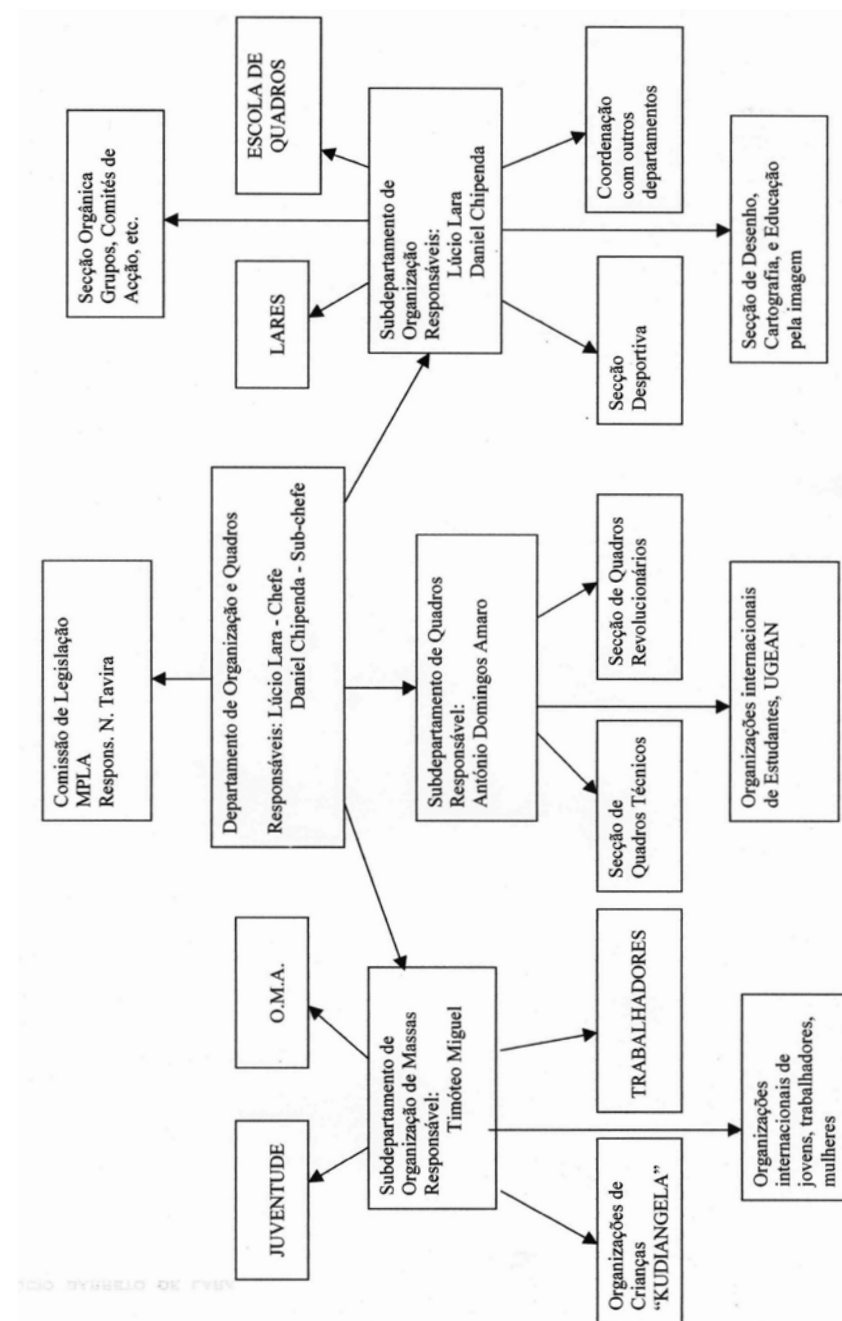 Comissão de Legislação
MPLA
Respons. N. Tavira
Departamento de Organização e Quadros
Responsáveis: Lúcio Lara - Chefe
Daniel Chipenda - Sub-chefe
JUVENTUDE
O.M.A.
Subdepartamento de
Organização de Massas
Responsável:
Timóteo Miguel
Organizações de
Crianças
“KUDIANGELA”
TRABALHADORES
Organizações
internacionais de
jovens, trabalhadores,
mulheres
Subdepartamento de Quadros
Responsável:
António Domingos Amaro
Secção de
Quadros Técnicos
Secção de Quadros
Revolucionários
Organizações internacionais
de Estudantes, UGEAN
Secção Orgânica
Grupos, Comités de
Acção, etc.
LARES
ESCOLA DE
QUADROS
Subdepartamento de
Organização
Responsáveis:
Lúcio Lara
Daniel Chipenda
Secção
Desportiva
Coordenação
com outros
departamentos
Secção de Desenho,
Cartografia, e Educação
pela imagem